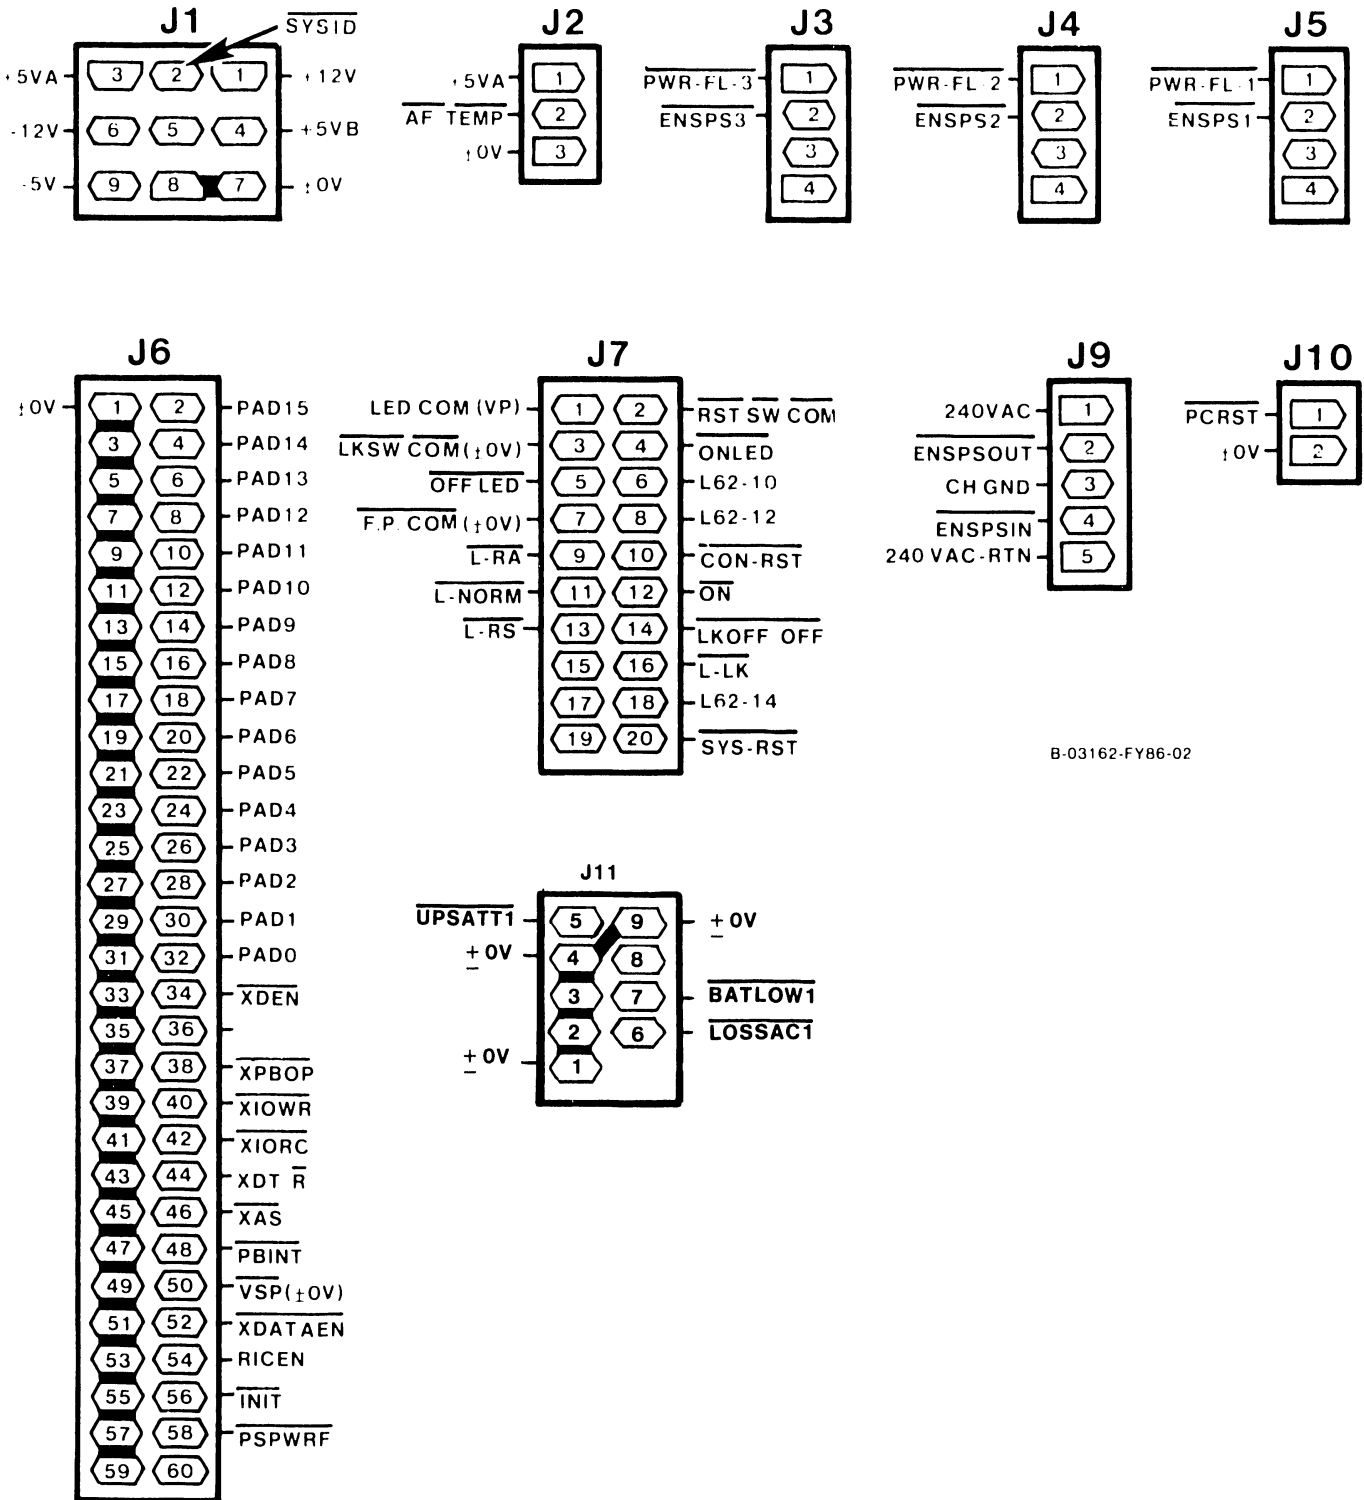 J1
SYSID
+5VA 3 2 1 +12V
-12V 6 5 4 +5VB
-5V 9 8 7 ±0V
J2
+5VA 1
AF TEMP 2
±0V 3
J3
PWR-FL-3 1
ENSPS3 2
3
4
J4
PWR-FL-2 1
ENSPS2 2
3
4
J5
PWR-FL-1 1
ENSPS1 2
3
4
J6
±0V 1 2 PAD15
3 4 PAD14
5 6 PAD13
7 8 PAD12
9 10 PAD11
11 12 PAD10
13 14 PAD9
15 16 PAD8
17 18 PAD7
19 20 PAD6
21 22 PAD5
23 24 PAD4
25 26 PAD3
27 28 PAD2
29 30 PAD1
31 32 PAD0
33 34 XDEN
35 36
37 38 XPBOP
39 40 XIOWR
41 42 XIORC
43 44 XDT R
45 46 XAS
47 48 PBINT
49 50 VSP(±0V)
51 52 XDATAEN
53 54 RICEN
55 56 INIT
57 58 PSPWRF
59 60
J7
LED COM (VP) 1 2 RST SW COM
LKSW COM (±0V) 3 4 ONLED
OFF LED 5 6 L62-10
F.P. COM (±0V) 7 8 L62-12
L-RA 9 10 CON-RST
L-NORM 11 12 ON
L-RS 13 14 LKOFF OFF
15 16 L-LK
17 18 L62-14
19 20 SYS-RST
J9
240VAC 1
ENSPSOUT 2
CH GND 3
ENSPSIN 4
240 VAC-RTN 5
J10
PCRST 1
±0V 2
B-03162-FY86-02
J11
UPSATT1 5 9 ±0V
±0V 4 8
3 7 BATLOW1
2 6 LOSSAC1
±0V 1